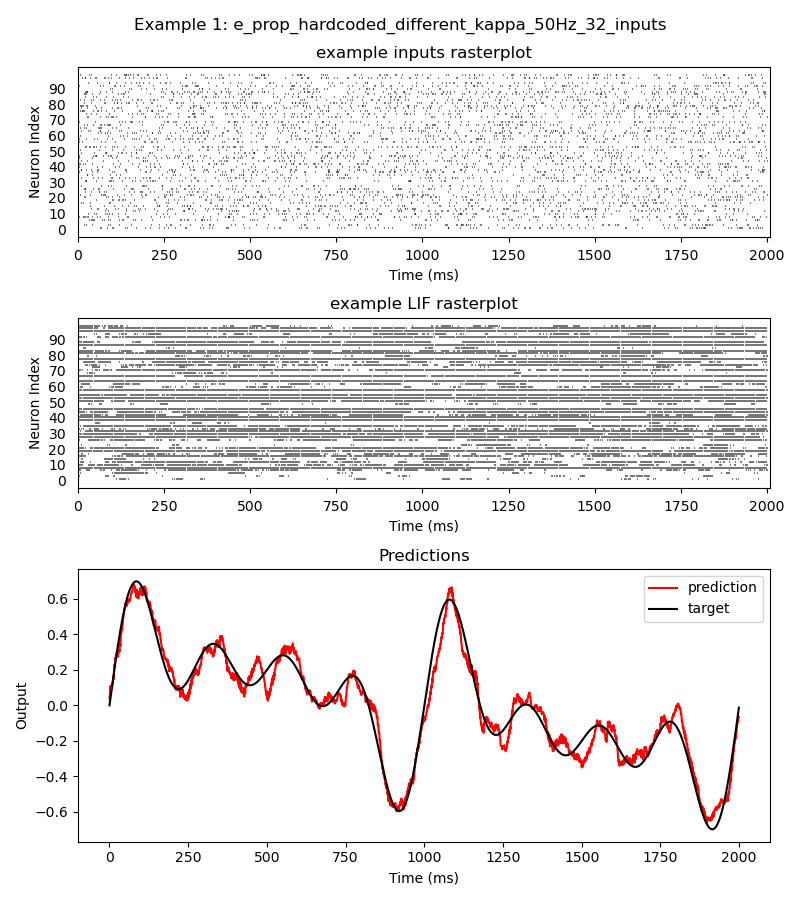 Example 1: e_prop_hardcoded_different_kappa_50Hz_32_inputs
example inputs rasterplot
Neuron Index
90
80
70
60
50
40
30
20
10
0
0 250 500 750 1000 1250 1500 1750 2000
Time (ms)
example LIF rasterplot
Neuron Index
90
80
70
60
50
40
30
20
10
0
0 250 500 750 1000 1250 1500 1750 2000
Time (ms)
Predictions
Output
0.6
0.4
0.2
0.0
−0.2
−0.4
−0.6
prediction
target
0 250 500 750 1000 1250 1500 1750 2000
Time (ms)